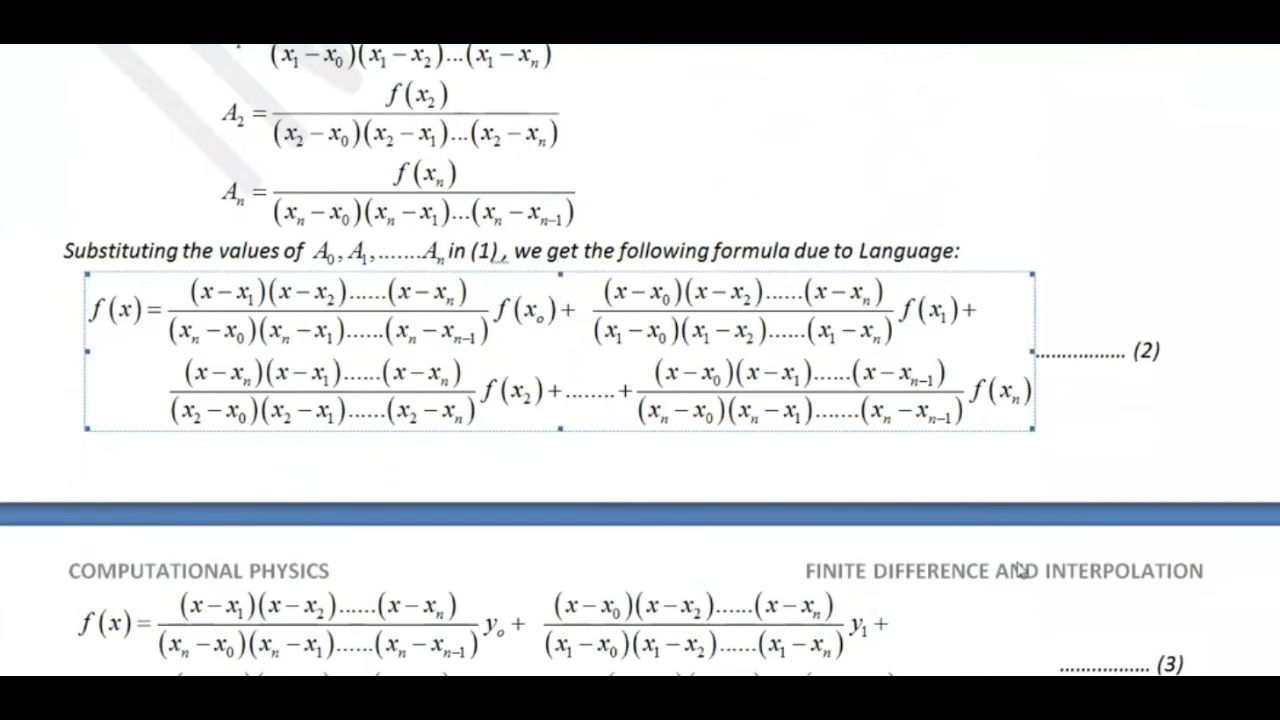 (x₁ − x₀)(x₁ − x₂)...(x₁ − xₙ)
A₂ = f(x₂) / (x₂ − x₀)(x₂ − x₁)...(x₂ − xₙ)
Aₙ = f(xₙ) / (xₙ − x₀)(xₙ − x₁)...(xₙ − xₙ₋₁)
Substituting the values of A₀, A₁,.......Aₙ in (1), we get the following formula due to Language:
f(x) = (x − x₁)(x − x₂)......(x − xₙ) / (xₙ − x₀)(xₙ − x₁)......(xₙ − xₙ₋₁) f(xₒ) + (x − x₀)(x − x₂)......(x − xₙ) / (x₁ − x₀)(x₁ − x₂)......(x₁ − xₙ) f(x₁) +
(x − xₙ)(x − x₁)......(x − xₙ) / (x₂ − x₀)(x₂ − x₁)......(x₂ − xₙ) f(x₂) + ........ + (x − x₀)(x − x₁)......(x − xₙ₋₁) / (xₙ − x₀)(xₙ − x₁).......(xₙ − xₙ₋₁) f(xₙ) ................. (2)
COMPUTATIONAL PHYSICS FINITE DIFFERENCE AND INTERPOLATION
f(x) = (x − x₁)(x − x₂)......(x − xₙ) / (xₙ − x₀)(xₙ − x₁)......(xₙ − xₙ₋₁) yₒ + (x − x₀)(x − x₂)......(x − xₙ) / (x₁ − x₀)(x₁ − x₂)......(x₁ − xₙ) y₁ +
................. (3)